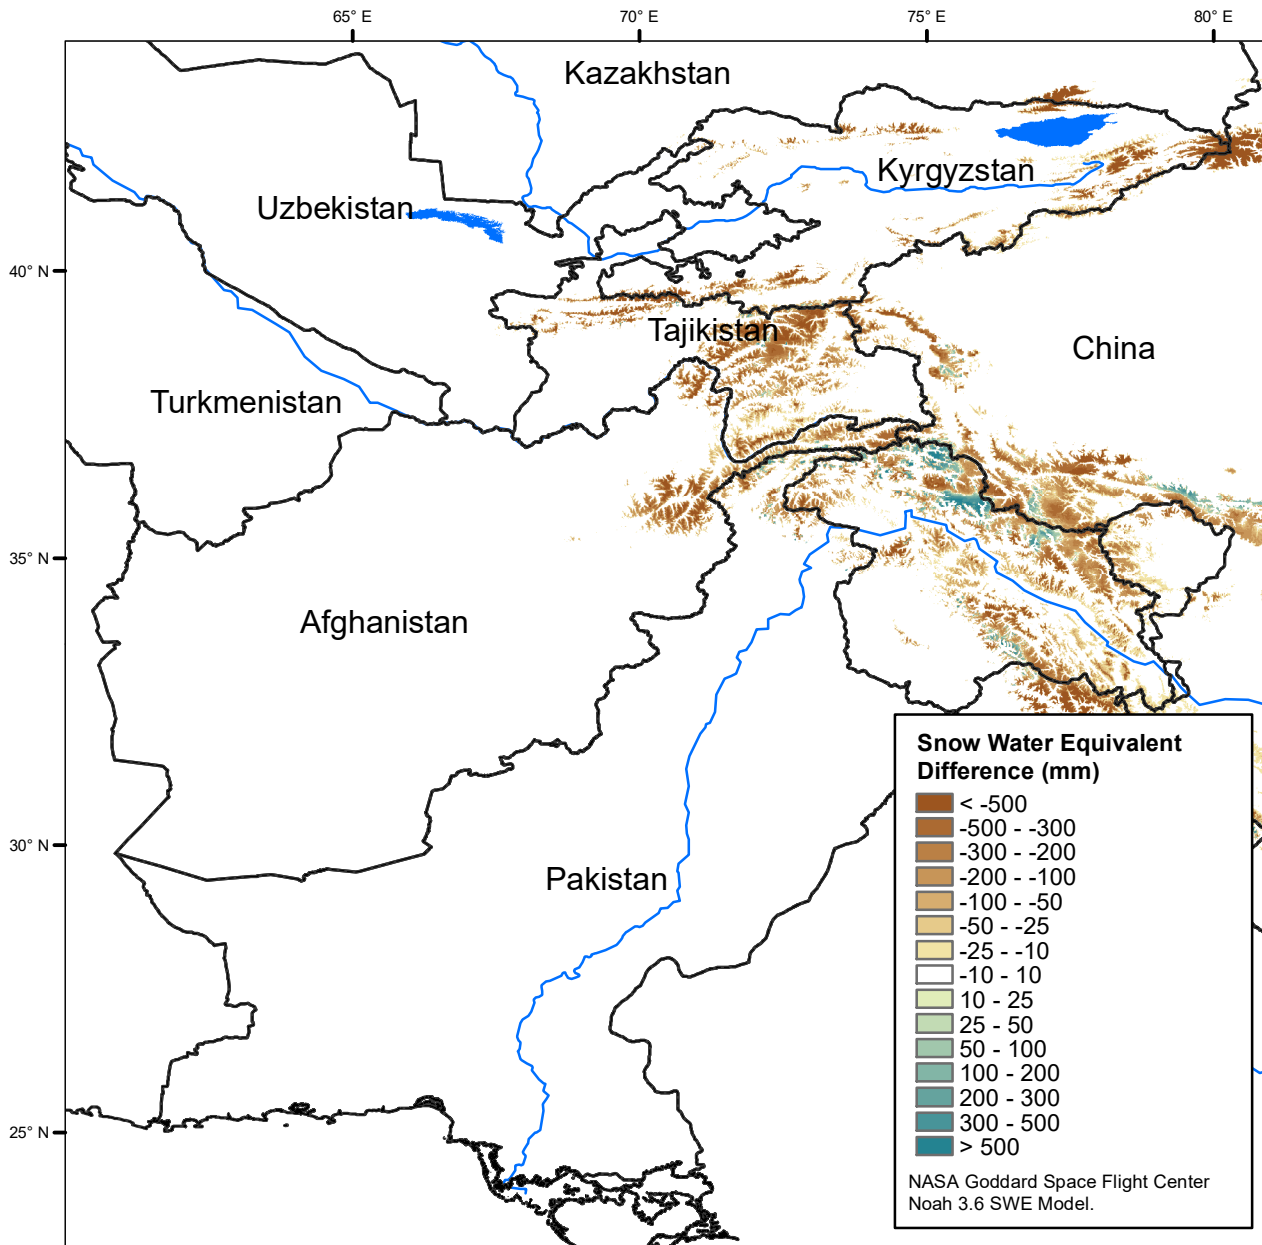 65° E
70° E
75° E
80° E
Kazakhstan
Kyrgyzstan
Uzbekistan
40° N
Tajikistan
China
Turkmenistan
35° N
Afghanistan
Snow Water Equivalent
Difference (mm)
< -500
-500 - -300
-300 - -200
-200 - -100
-100 - -50
-50 - -25
-25 - -10
-10 - 10
10 - 25
25 - 50
50 - 100
100 - 200
200 - 300
300 - 500
> 500
30° N
Pakistan
25° N
NASA Goddard Space Flight Center
Noah 3.6 SWE Model.